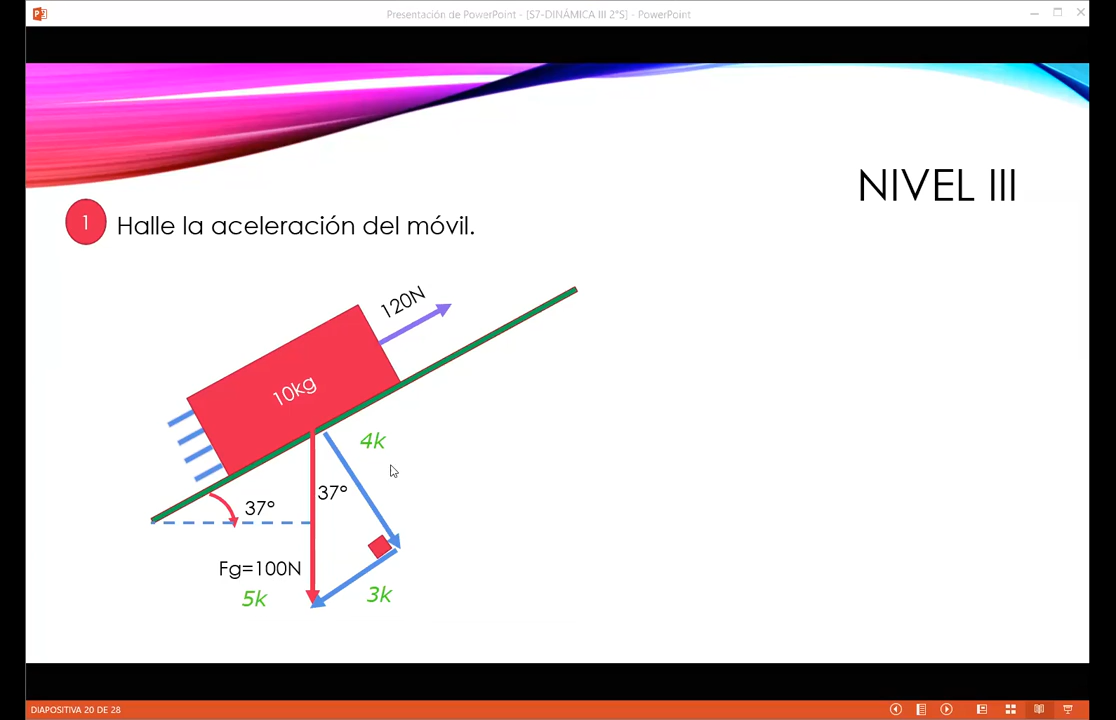 Presentación de PowerPoint - [S7-DINÁMICA III 2°S] - PowerPoint
NIVEL III
1 Halle la aceleración del móvil.
120N
10kg
4k
37°
37°
Fg=100N
5k
3k
DIAPOSITIVA 20 DE 28